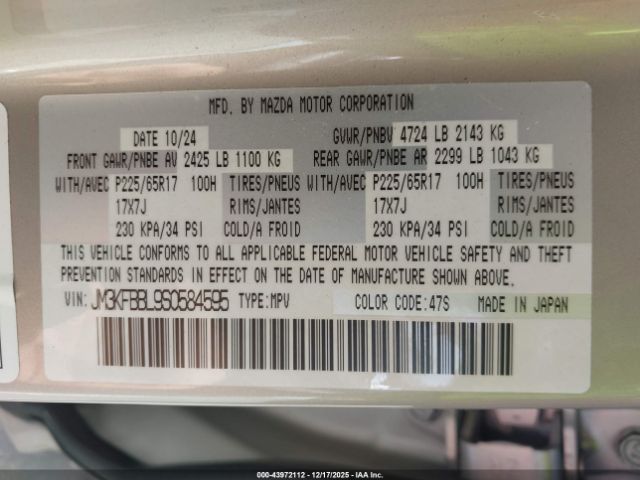 MFD. BY MAZDA MOTOR CORPORATION
DATE 10/24 GVWR/PNBV 4724 LB 2143 KG
FRONT GAWR/PNBE AV 2425 LB 1100 KG REAR GAWR/PNBE AR 2299 LB 1043 KG
WITH/AVEC P225/65R17 100H TIRES/PNEUS WITH/AVEC P225/65R17 100H TIRES/PNEUS
17X7J RIMS/JANTES 17X7J RIMS/JANTES
230 KPA/34 PSI COLD/A FROID 230 KPA/34 PSI COLD/A FROID
THIS VEHICLE CONFORMS TO ALL APPLICABLE FEDERAL MOTOR VEHICLE SAFETY AND THEFT
PREVENTION STANDARDS IN EFFECT ON THE DATE OF MANUFACTURE SHOWN ABOVE.
VIN: JM3KFBBL9S0584595 TYPE:MPV COLOR CODE:47S MADE IN JAPAN
000-43972112 - 12/17/2025 - IAA Inc.